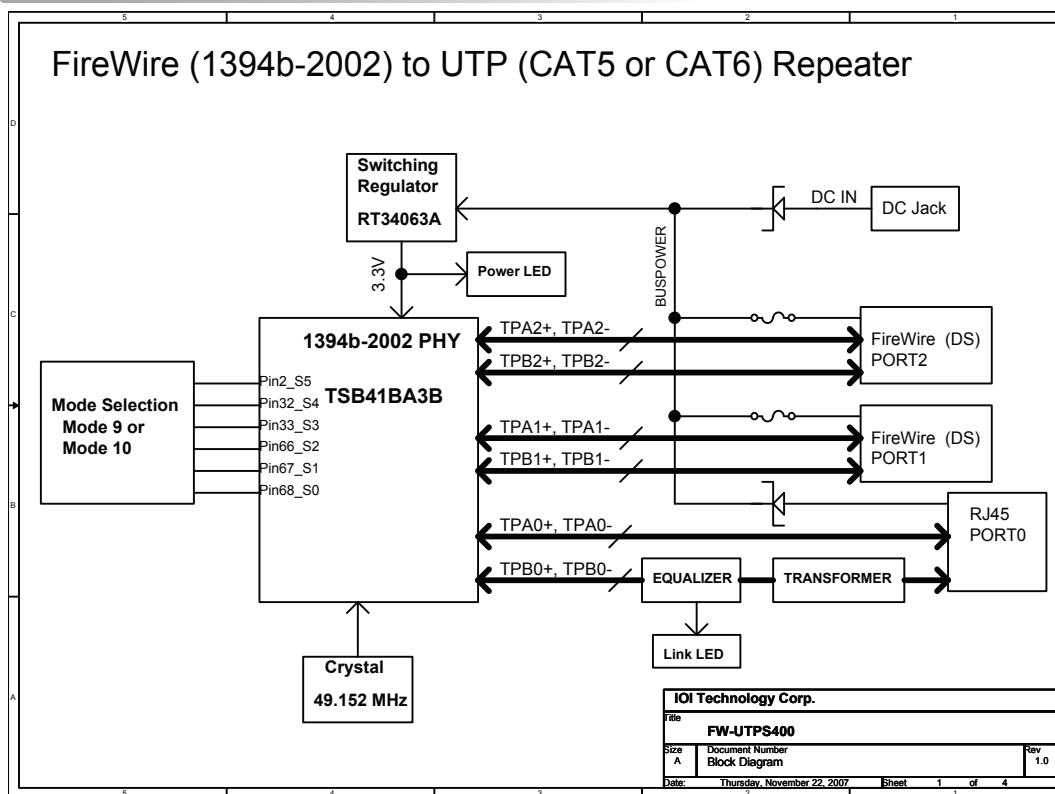 5 4 3 2 1
FireWire (1394b-2002) to UTP (CAT5 or CAT6) Repeater
D
Switching
Regulator
RT34063A
DC IN
DC Jack
BUSPOWER
3.3V
Power LED
C
1394b-2002 PHY
TSB41BA3B
TPA2+, TPA2-
TPB2+, TPB2-
FireWire (DS)
PORT2
Mode Selection
Mode 9 or
Mode 10
Pin2_S5
Pin32_S4
Pin33_S3
Pin66_S2
Pin67_S1
Pin68_S0
TPA1+, TPA1-
TPB1+, TPB1-
FireWire (DS)
PORT1
B
RJ45
PORT0
TPA0+, TPA0-
TPB0+, TPB0-
EQUALIZER
TRANSFORMER
Link LED
Crystal
49.152 MHz
A
IOI Technology Corp.
Title
FW-UTPS400
Size
A
Document Number
Block Diagram
Rev
1.0
Date: Thursday, November 22, 2007 Sheet 1 of 4
5 4 3 2 1